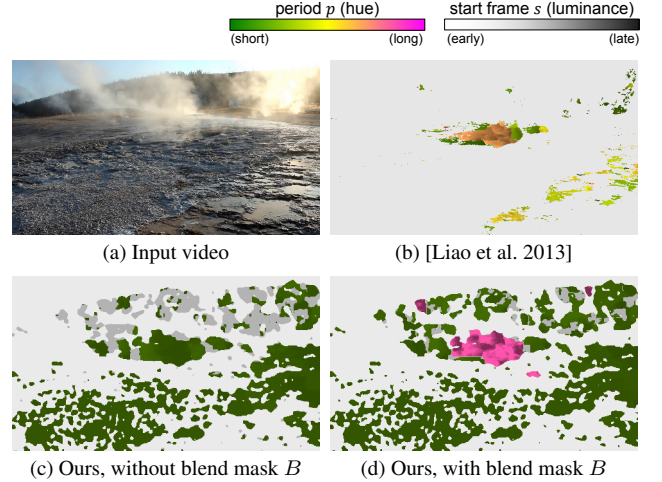 period p (hue)
start frame s (luminance)
(short)
(long)
(early)
(late)
(a) Input video
(b) [Liao et al. 2013]
(c) Ours, without blend mask B
(d) Ours, with blend mask B